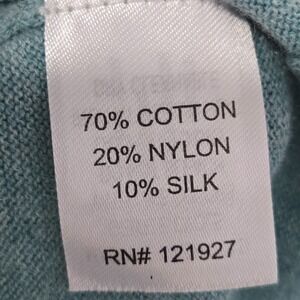 70% COTTON
20% NYLON
10% SILK
RN# 121927